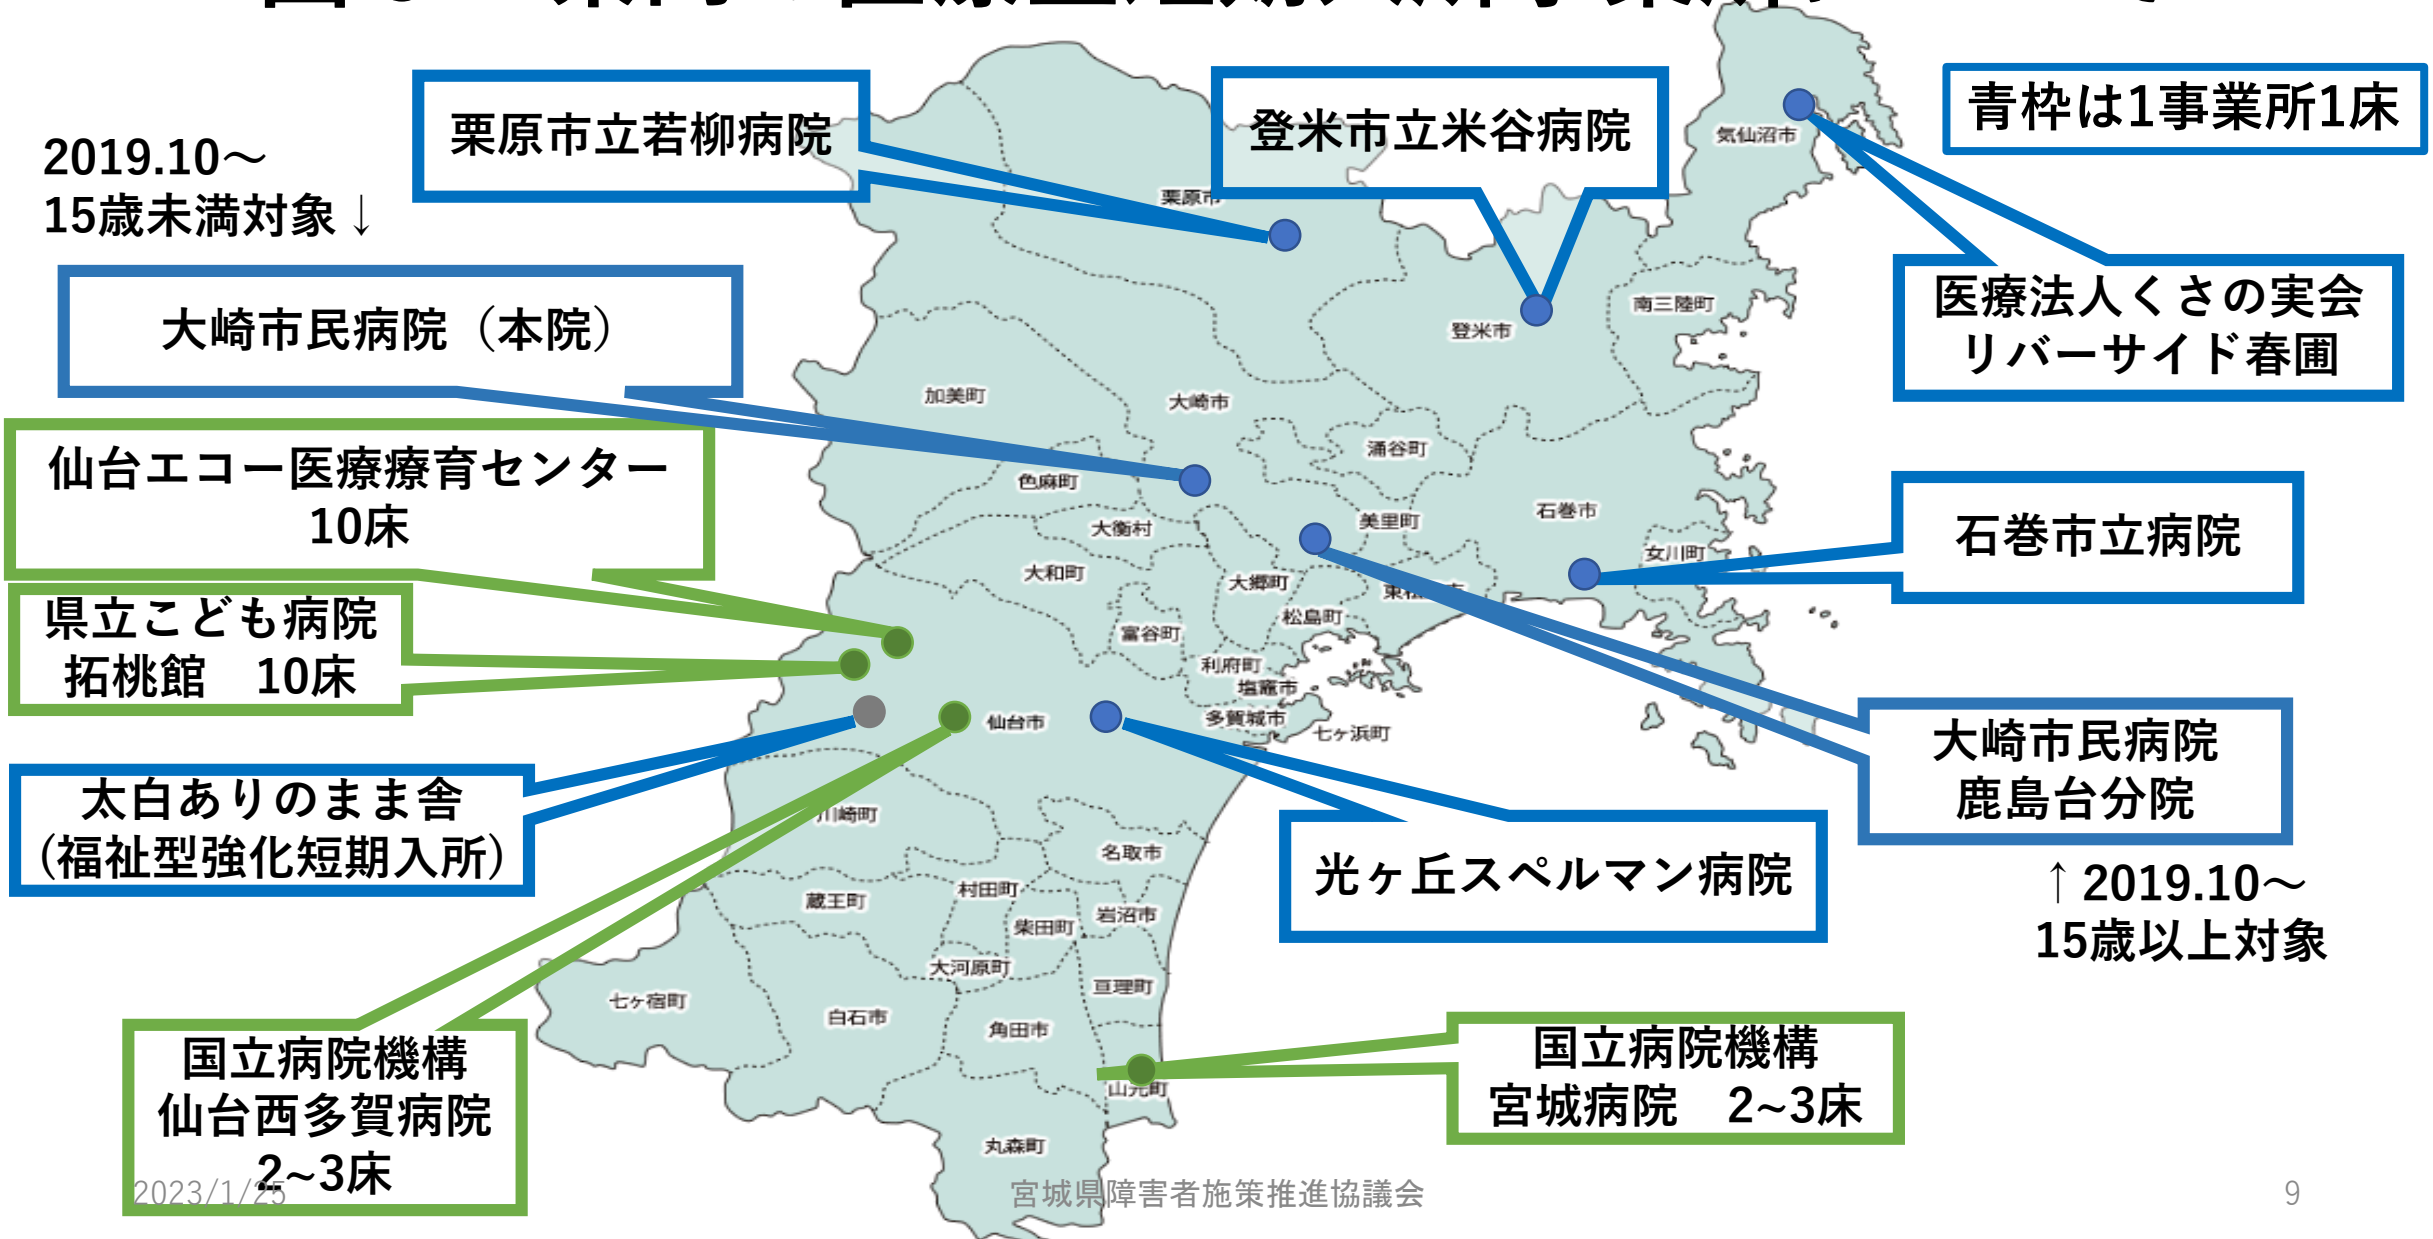 2019.10～
15歳未満対象↓
栗原市立若柳病院
登米市立米谷病院
青枠は1事業所1床
気仙沼市
栗原市
大崎市民病院（本院）
医療法人くさの実会
リバーサイド春圃
南三陸町
登米市
加美町
大崎市
涌谷町
仙台エコー医療療育センター
10床
色麻町
大衡村
美里町
石巻市
石巻市立病院
女川町
大和町
大郷町
松島町
県立こども病院
拓桃館　10床
富谷町
利府町
塩竈市
多賀城市
七ヶ浜町
仙台市
太白ありのまま舎
(福祉型強化短期入所)
大崎市民病院
鹿島台分院
↑2019.10～
15歳以上対象
川崎町
光ヶ丘スペルマン病院
名取市
村田町
蔵王町
柴田町
岩沼市
大河原町
亘理町
七ヶ宿町
白石市
角田市
国立病院機構
仙台西多賀病院
2~3床
国立病院機構
宮城病院　2~3床
山元町
丸森町
2023/1/25
宮城県障害者施策推進協議会
9